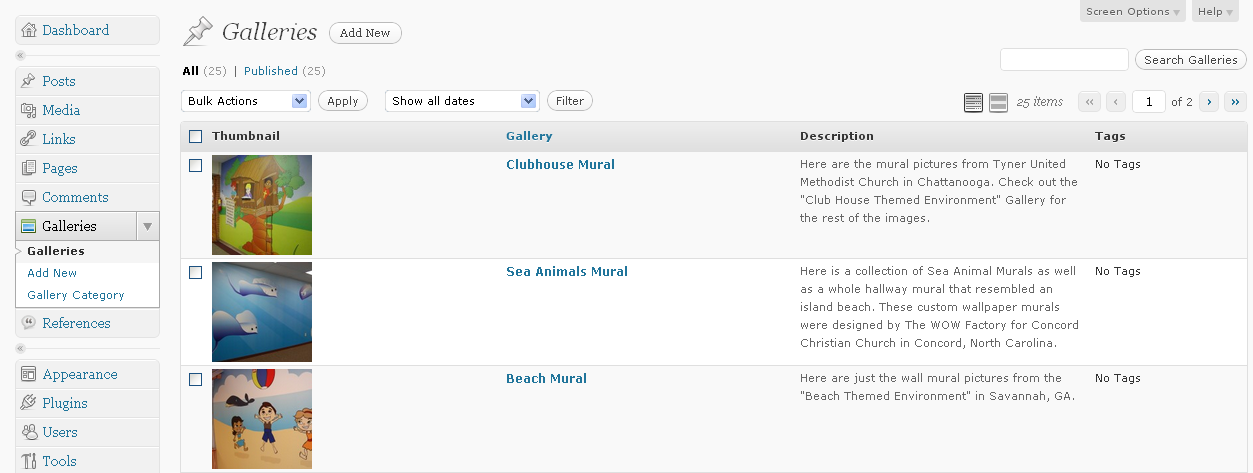 Screen Options
Help
Dashboard
Posts
Media
Links
Pages
Comments
Galleries
Galleries
Add New
Gallery Category
References
Appearance
Plugins
Users
Tools
Galleries
Add New
All (25) | Published (25)
Search Galleries
Bulk Actions
Apply
Show all dates
Filter
25 items
«
‹
1
of 2
›
»
Thumbnail
Gallery
Description
Tags
Clubhouse Mural
Here are the mural pictures from Tyner United
Methodist Church in Chattanooga. Check out the
"Club House Themed Environment" Gallery for
the rest of the images.
No Tags
Sea Animals Mural
Here is a collection of Sea Animal Murals as well
as a whole hallway mural that resembled an
island beach. These custom wallpaper murals
were designed by The WOW Factory for Concord
Christian Church in Concord, North Carolina.
No Tags
Beach Mural
Here are just the wall mural pictures from the
"Beach Themed Environment" in Savannah, GA.
No Tags